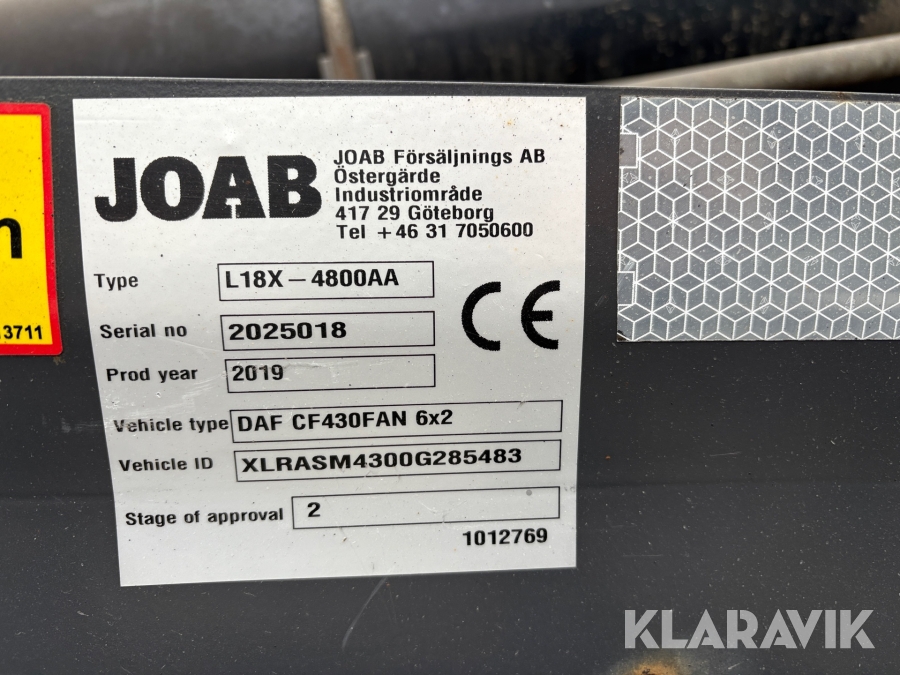 JOAB
JOAB Försäljnings AB
Östergärde
Industriområde
417 29 Göteborg
Tel +46 31 7050600
Type L18X-4800AA
Serial no 2025018
Prod year 2019
Vehicle type DAF CF430FAN 6x2
Vehicle ID XLRASM4300G285483
Stage of approval 2
1012769
CE
3711
KLARAVIK